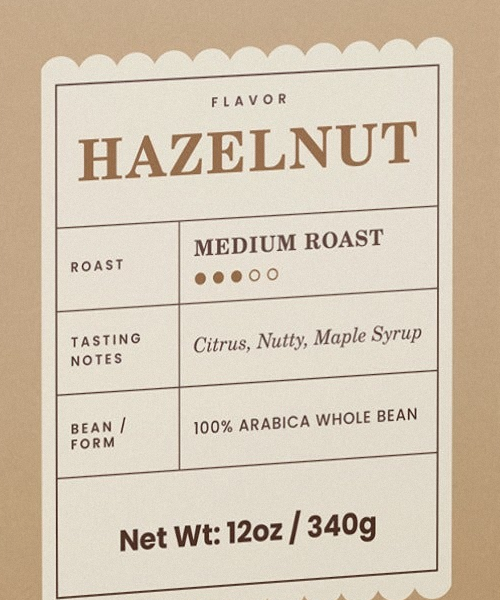 FLAVOR
HAZELNUT
ROAST
MEDIUM ROAST
TASTING
NOTES
Citrus, Nutty, Maple Syrup
BEAN /
FORM
100% ARABICA WHOLE BEAN
Net Wt: 12oz / 340g